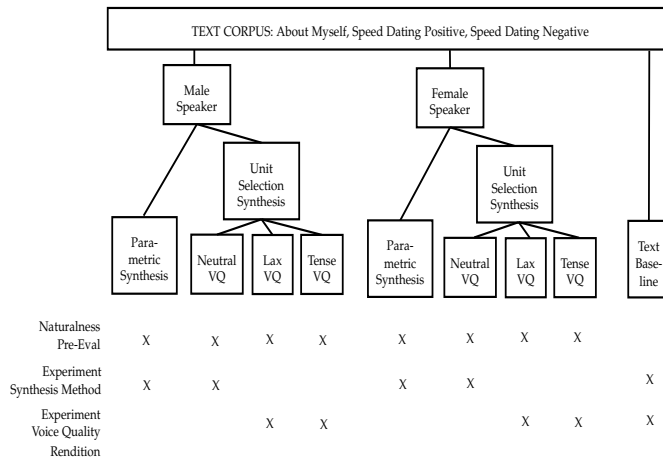 TEXT CORPUS: About Myself, Speed Dating Positive, Speed Dating Negative
Male
Speaker
Female
Speaker
Unit
Selection
Synthesis
Unit
Selection
Synthesis
Para-
metric
Synthesis
Neutral
VQ
Lax
VQ
Tense
VQ
Para-
metric
Synthesis
Neutral
VQ
Lax
VQ
Tense
VQ
Text
Base-
line
Naturalness
Pre-Eval
X X X X X X X X
Experiment
Synthesis Method
X X X X X
Experiment
Voice Quality
Rendition
X X X X X